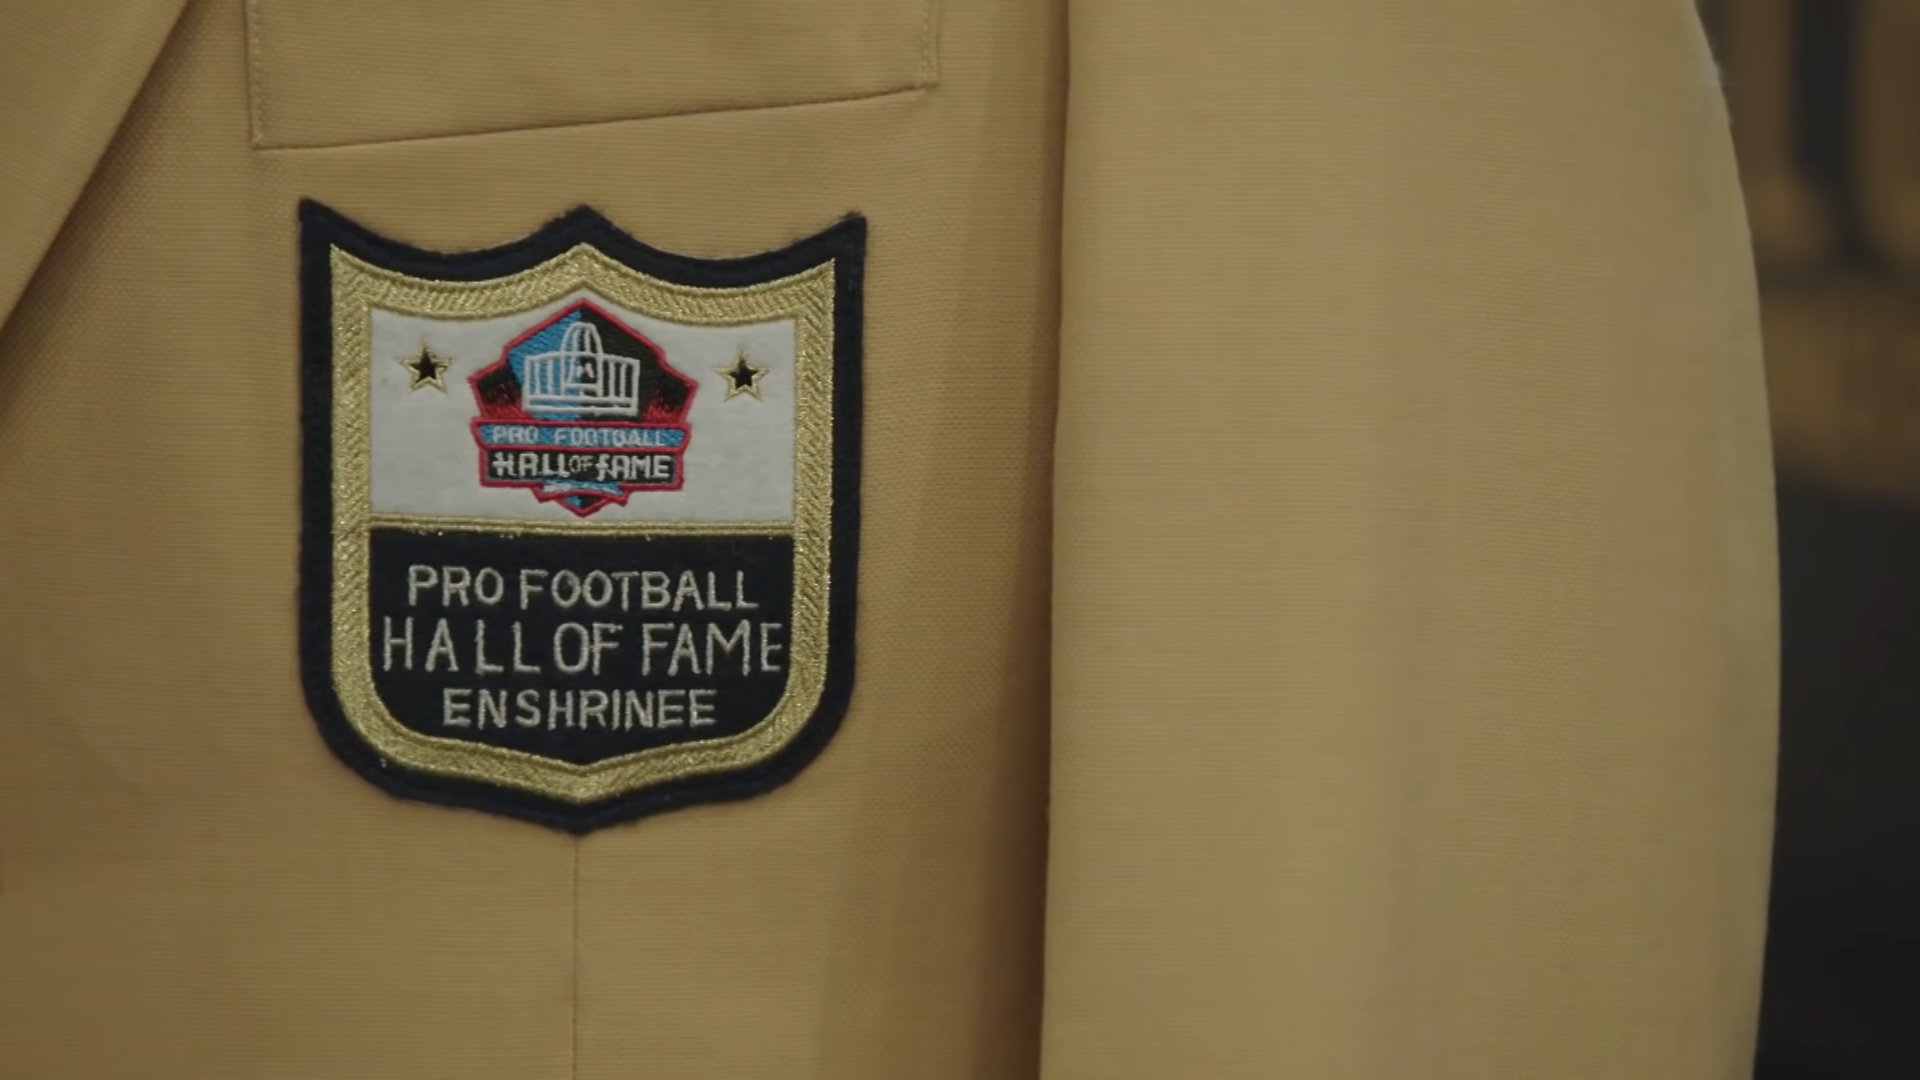 PRO FOOTBALL
HALL OF FAME
PRO FOOTBALL
HALL OF FAME
ENSHRINEE